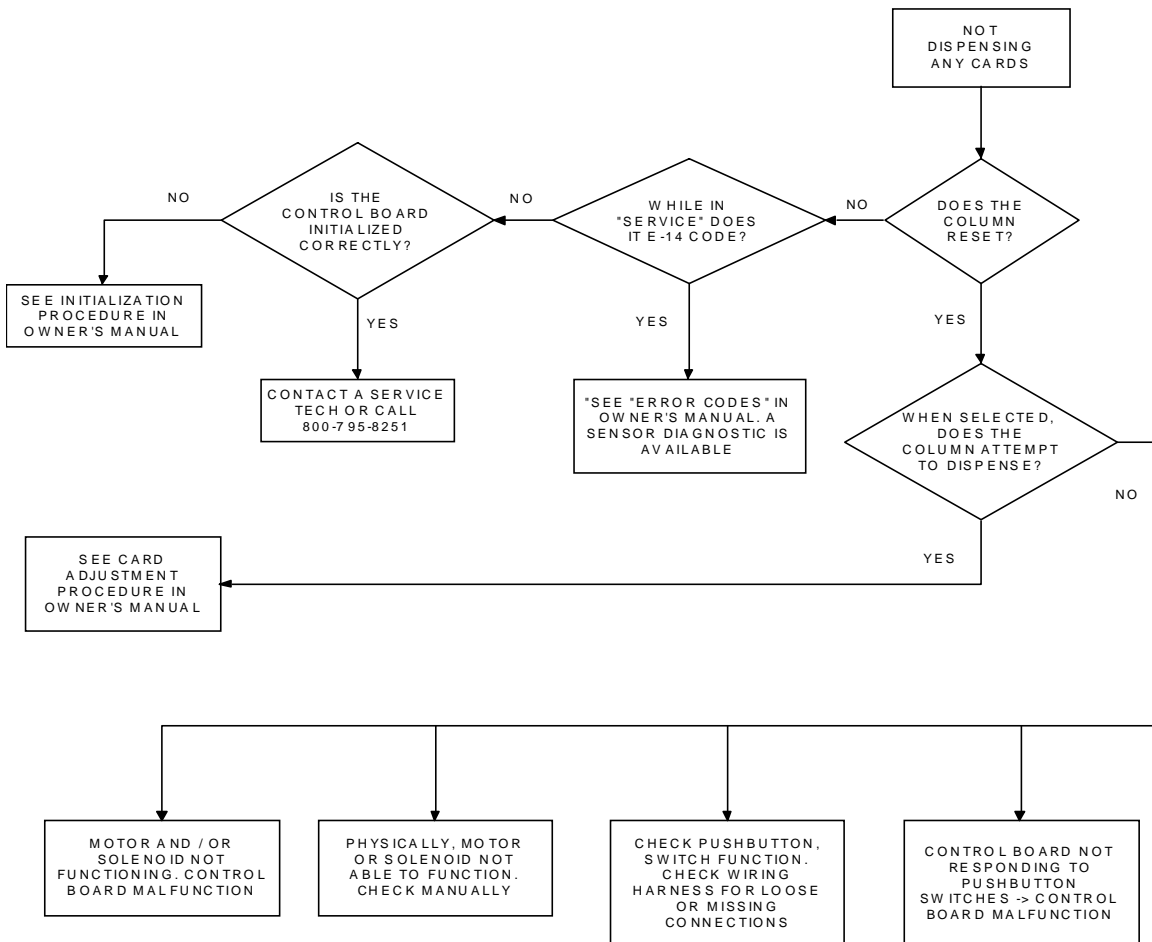 NOT
DISPENSING
ANY CARDS
DOES THE
COLUMN
RESET?
NO
WHILE IN
"SERVICE" DOES
IT E-14 CODE?
NO
IS THE
CONTROL BOARD
INITIALIZED
CORRECTLY?
NO
SEE INITIALIZATION
PROCEDURE IN
OWNER'S MANUAL
YES
CONTACT A SERVICE
TECH OR CALL
800-795-8251
YES
"SEE "ERROR CODES" IN
OWNER'S MANUAL. A
SENSOR DIAGNOSTIC IS
AVAILABLE
YES
WHEN SELECTED,
DOES THE
COLUMN ATTEMPT
TO DISPENSE?
NO
YES
SEE CARD
ADJUSTMENT
PROCEDURE IN
OWNER'S MANUAL
MOTOR AND / OR
SOLENOID NOT
FUNCTIONING. CONTROL
BOARD MALFUNCTION
PHYSICALLY, MOTOR
OR SOLENOID NOT
ABLE TO FUNCTION.
CHECK MANUALLY
CHECK PUSHBUTTON,
SWITCH FUNCTION.
CHECK WIRING
HARNESS FOR LOOSE
OR MISSING
CONNECTIONS
CONTROL BOARD NOT
RESPONDING TO
PUSHBUTTON
SWITCHES -> CONTROL
BOARD MALFUNCTION